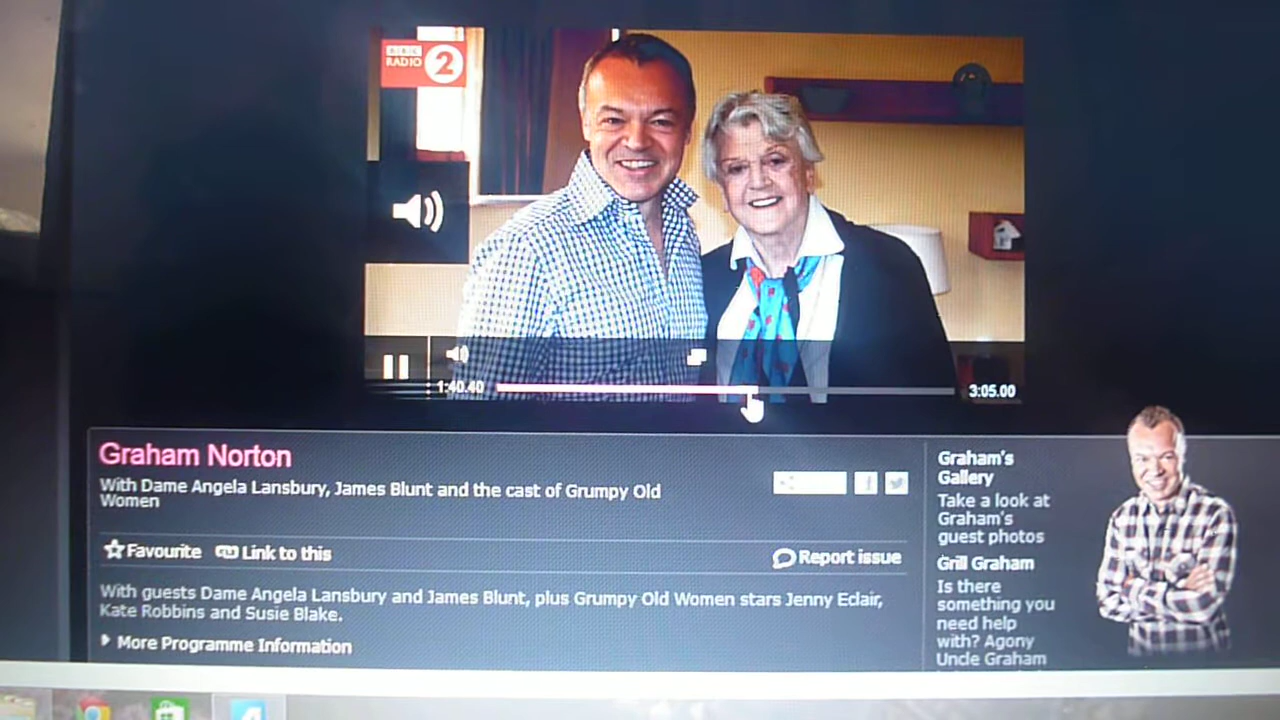 BBC
RADIO 2
1:40.40
3:05.00
Graham Norton
With Dame Angela Lansbury, James Blunt and the cast of Grumpy Old
Women
Favourite
Link to this
Report issue
With guests Dame Angela Lansbury and James Blunt, plus Grumpy Old Women stars Jenny Eclair,
Kate Robbins and Susie Blake.
More Programme Information
Graham's
Gallery
Take a look at
Graham's
guest photos
Grill Graham
Is there
something you
need help
with? Agony
Uncle Graham